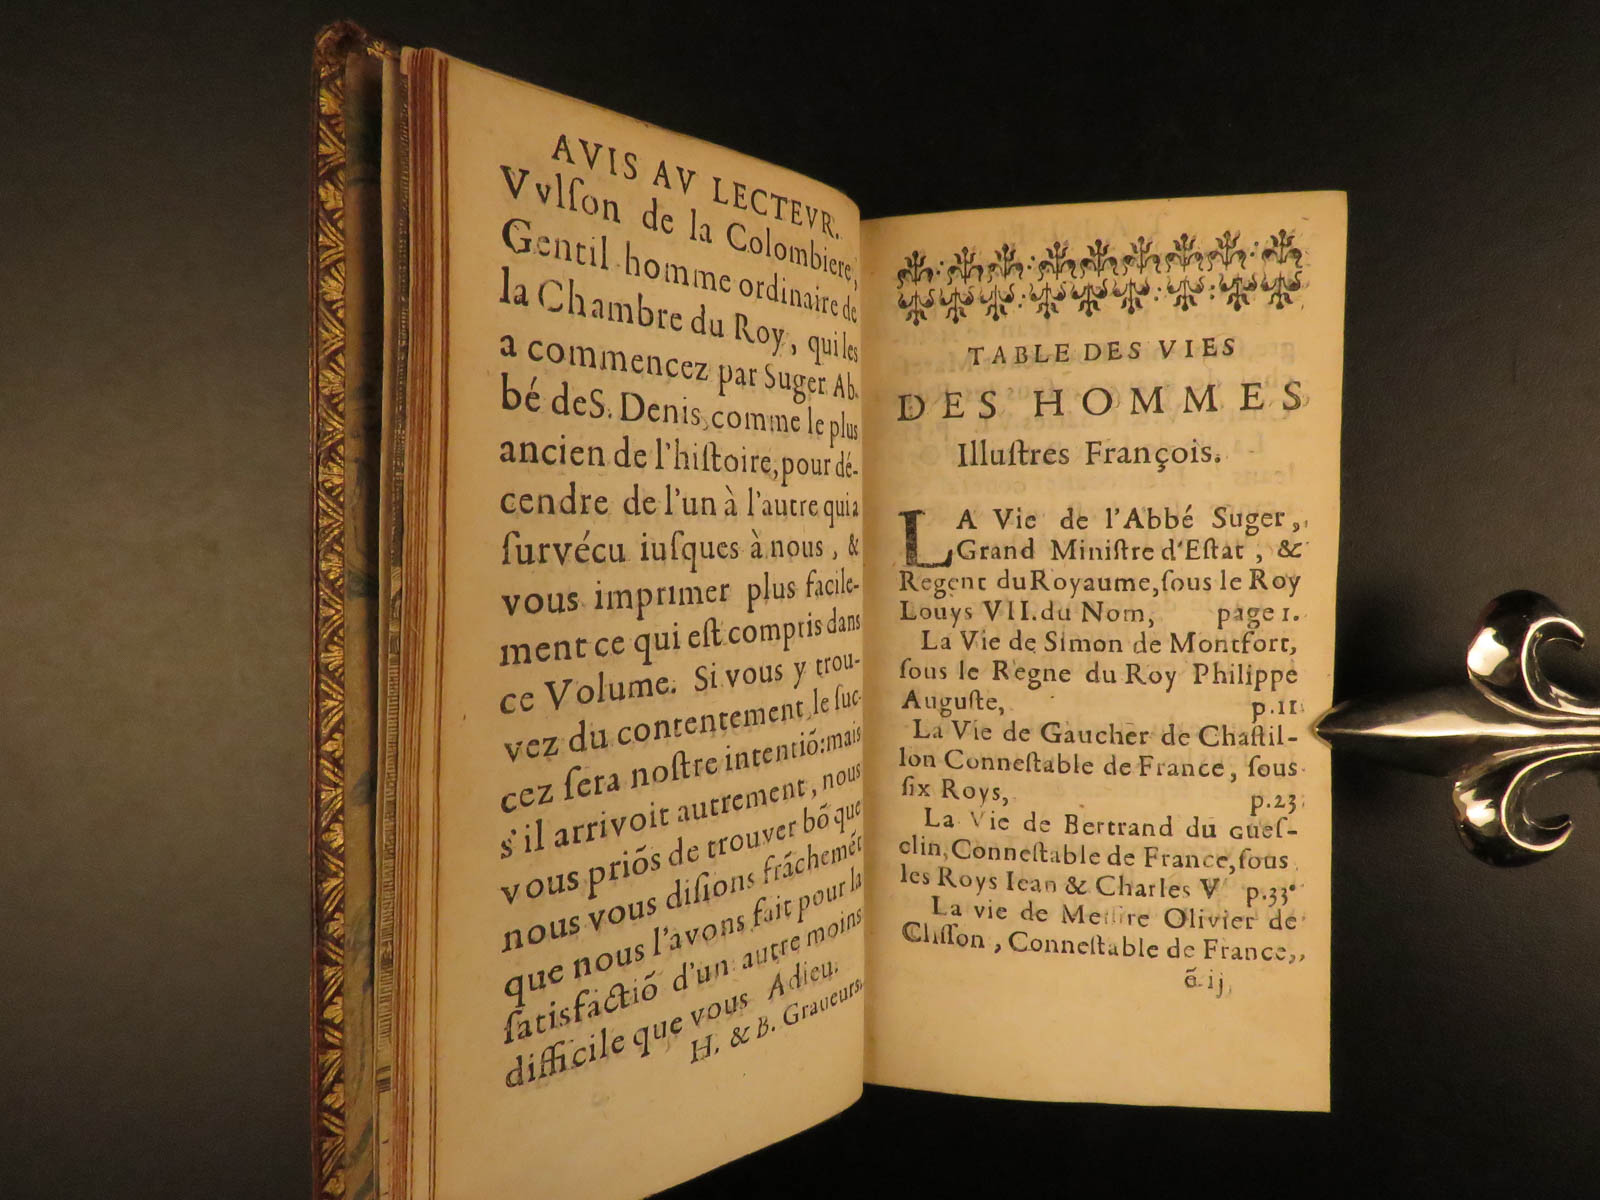 AVIS AV LECTEVR.
Vvlſon de la Colombiere,
Gentil-homme ordinaire de
la Chambre du Roy, qui les
a commencez par Suger Ab-
bé de S. Denis, comme le plus
ancien de l'hiſtoire, pour dé-
cendre de l'un à l'autre qui a
ſurvécu iuſques à nous, &
vous imprimer plus facile-
ment ce qui eſt compris dans
ce Volume. Si vous y trou-
vez du contentement, le ſuc-
cez ſera noſtre intentiõ: mais
s'il arrivoit autrement, nous
vous priõs de trouver bõ que
nous vous diſions frãchemẽt
que nous l'avons fait pour la
ſatisfactiõ d'un autre moins
difficile que vous Adieu.
H. & B. Graueurs.
TABLE DES VIES
DES HOMMES
Illuſtres François.
LA Vie de l'Abbé Suger,
Grand Miniſtre d'Eſtat, &
Regent du Royaume, ſous le Roy
Louys VII. du Nom, page 1.
La Vie de Simon de Montfort,
ſous le Regne du Roy Philippe
Auguſte, p.11
La Vie de Gaucher de Chaſtil-
lon Conneſtable de France, ſous
ſix Roys, p.23
La Vie de Bertrand du Gueſ-
clin, Conneſtable de France, ſous
les Roys Iean & Charles V p.33
La vie de Meſſire Olivier de
Cliſſon, Conneſtable de France,
ẽ ij